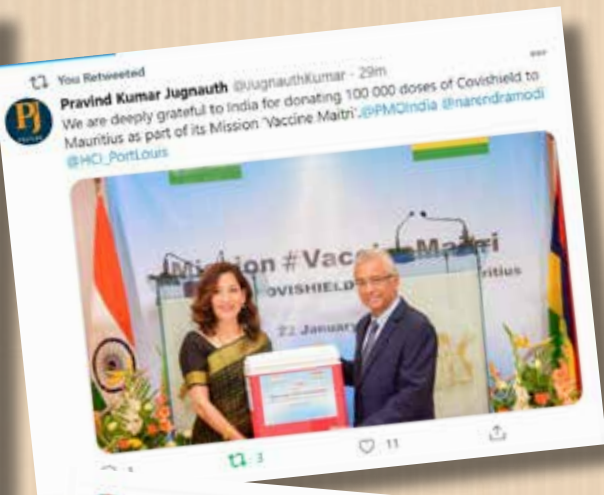 You Retweeted
Pravind Kumar Jugnauth @JugnauthKumar · 29m
We are deeply grateful to India for donating 100 000 doses of Covishield to
Mauritius as part of its Mission 'Vaccine Maitri'.@PMOIndia @narendramodi
@HCI_PortLouis
PJ
Mission #VaccineMaitri
COVISHIELD
22 January
3
11